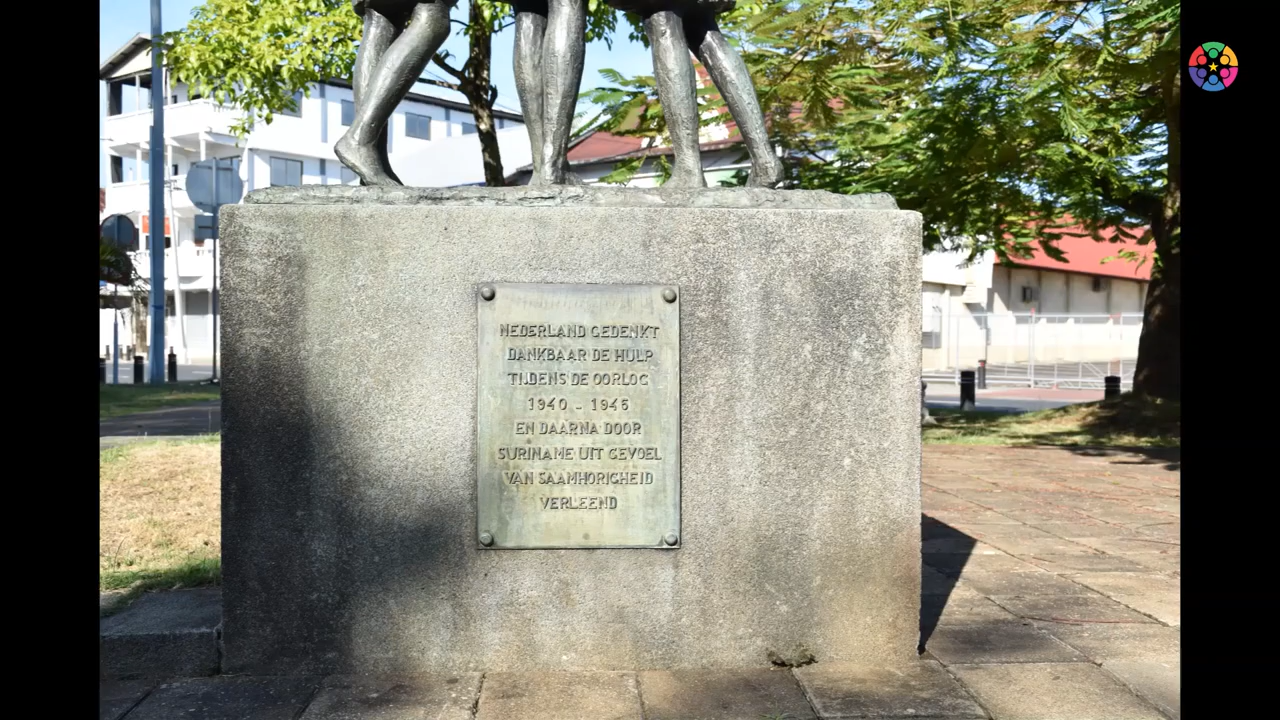 NEDERLAND GEDENKT
DANKBAAR DE HULP
TIJDENS DE OORLOG
1940 - 1945
EN DAARNA DOOR
SURINAME UIT GEVOEL
VAN SAAMHORIGHEID
VERLEEND